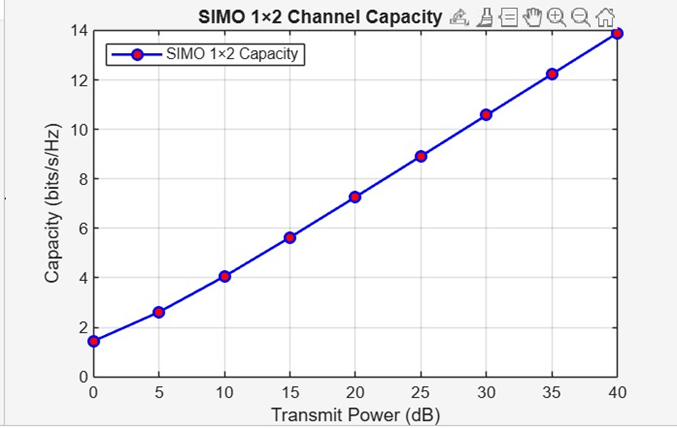 SIMO 1×2 Channel Capacity
SIMO 1×2 Capacity
Capacity (bits/s/Hz)
14
12
10
8
6
4
2
0
0 5 10 15 20 25 30 35 40
Transmit Power (dB)